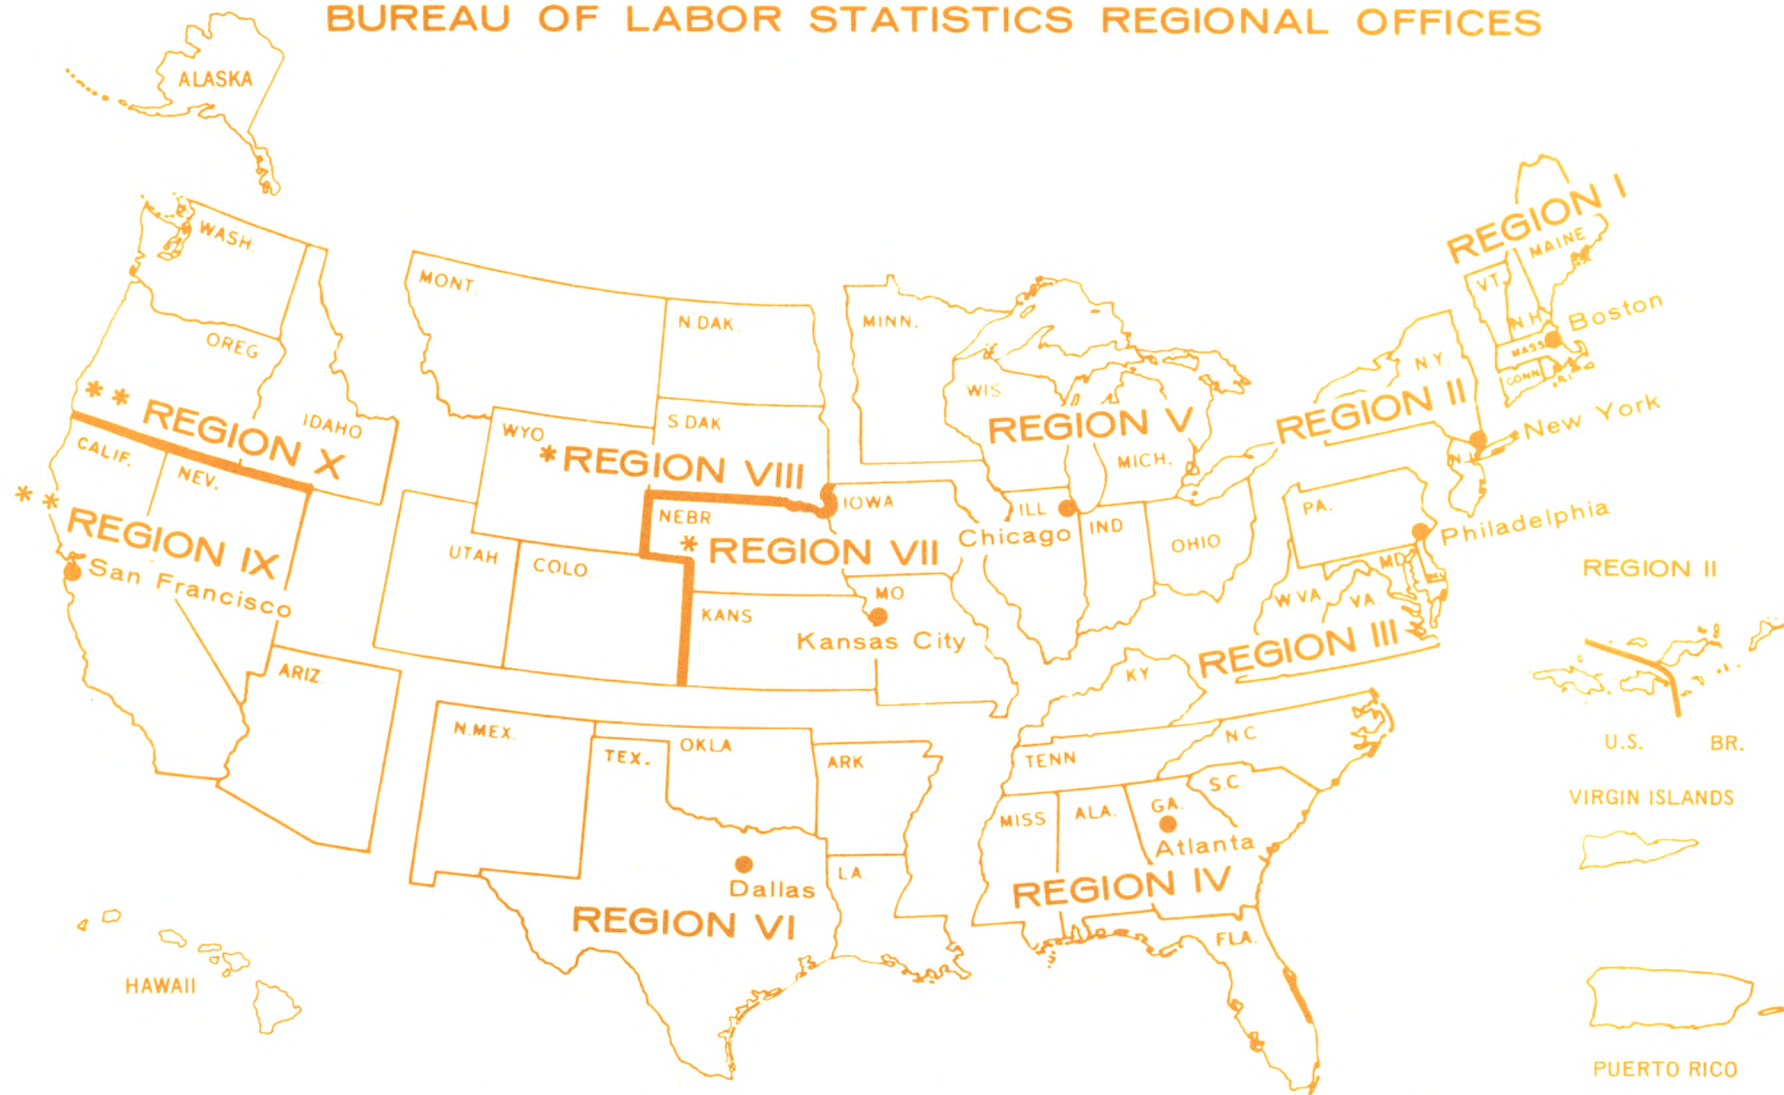 BUREAU OF LABOR STATISTICS REGIONAL OFFICES
ALASKA
WASH
OREG
IDAHO
** REGION X
MONT.
N.DAK.
S.DAK
WYO
* REGION VIII
CALIF.
NEV.
** REGION IX
San Francisco
UTAH
COLO.
ARIZ.
NEBR
* REGION VII
KANS
IOWA
MO
Kansas City
MINN.
WIS
REGION V
MICH.
ILL
Chicago
IND
OHIO
REGION I
MAINE
VT.
N.H.
Boston
MASS
CONN
R.I.
N.Y.
REGION II
New York
N.J.
PA.
Philadelphia
MD
W.VA.
VA.
REGION III
KY
TENN
N.C
S.C.
MISS
ALA.
GA.
Atlanta
REGION IV
FLA.
N.MEX.
TEX.
OKLA
ARK
LA
Dallas
REGION VI
HAWAII
REGION II
U.S. BR.
VIRGIN ISLANDS
PUERTO RICO